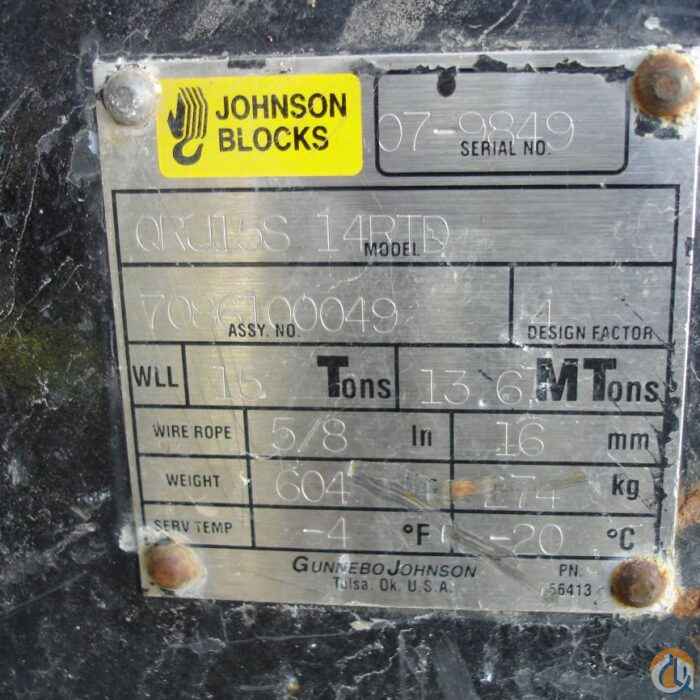 JOHNSON
BLOCKS
07-9849
SERIAL NO.
QRJ15S 14BTD
MODEL
7086100049
ASSY. NO.
4
DESIGN FACTOR
WLL 15 Tons 13.6 MTons
WIRE ROPE 5/8 In 16 mm
WEIGHT 604 274 kg
SERV TEMP -4 °F -20 °C
GUNNEBO JOHNSON
Tulsa, Ok. U.S.A.
PN.
56413